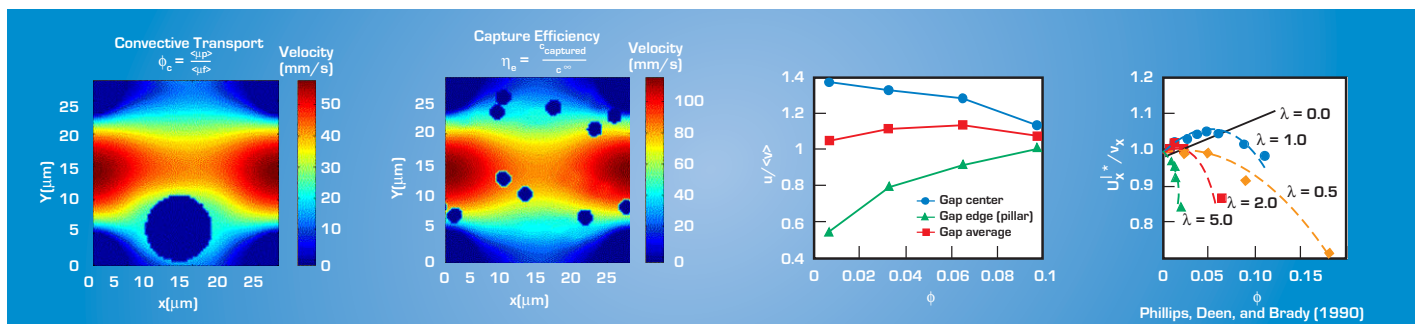 Convective Transport
ϕc = <μp> / <μf>
Velocity
(mm/s)
50
40
30
20
10
0
25
20
15
10
5
0
Y(μm)
0 5 10 15 20 25
x(μm)
Capture Efficiency
ηe = c captured / c∞
Velocity
(mm/s)
100
80
60
40
20
0
25
20
15
10
5
0
Y(μm)
0 5 10 15 20 25
x(μm)
1.4
1.2
1
0.8
0.6
0.4
u/<v>
Gap center
Gap edge (pillar)
Gap average
0 0.02 0.04 0.06 0.08 0.1
ϕ
1.2
1.1
1.0
0.9
0.8
Uxl* / vx
λ = 0.0
λ = 1.0
λ = 0.5
λ = 2.0
λ = 5.0
0.0 0.05 0.10 0.15
ϕ
Phillips, Deen, and Brady (1990)